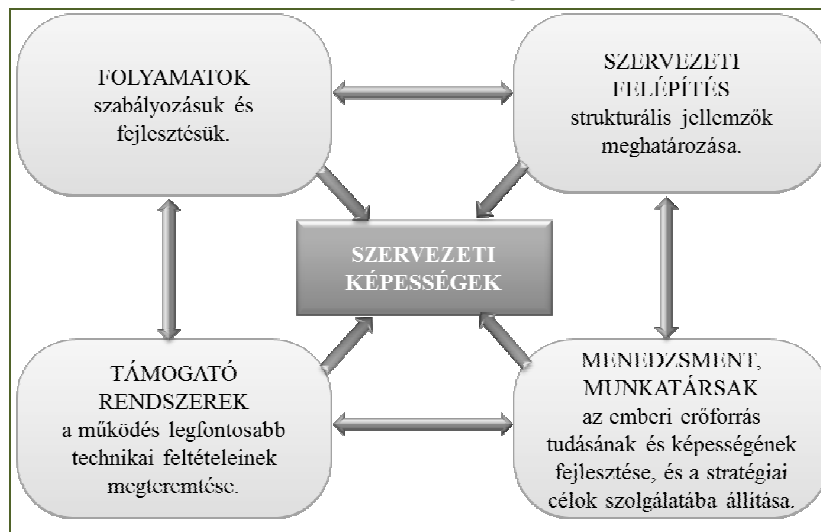 FOLYAMATOK
szabályozásuk és
fejlesztésük.
SZERVEZETI
FELÉPÍTÉS
strukturális jellemzők
meghatározása.
SZERVEZETI
KÉPESSÉGEK
TÁMOGATÓ
RENDSZEREK
a működés legfontosabb
technikai feltételeinek
megteremtése.
MENEDZSMENT,
MUNKATÁRSAK
az emberi erőforrás
tudásának és képességének
fejlesztése, és a stratégiai
célok szolgálatába állítása.